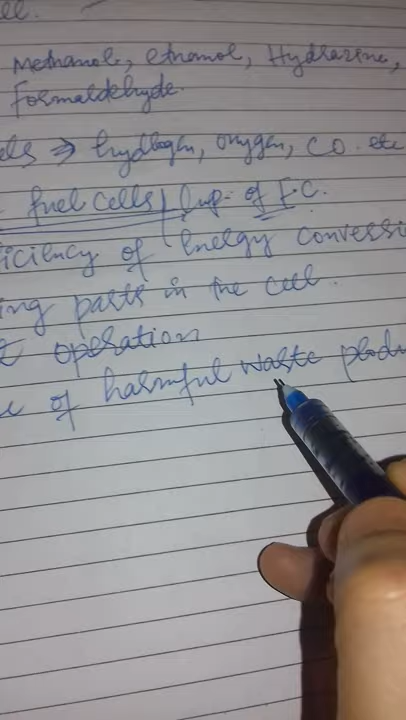 ell.
Methanol, ethanol, Hydrazine,
Formaldehyde.
els ⇒ hydrogen, oxygen, CO. etc
fuel cells / Imp. of F.C.
iciency of Energy conversi
ing parts in the cell.
t operation
e of harmful waste produ